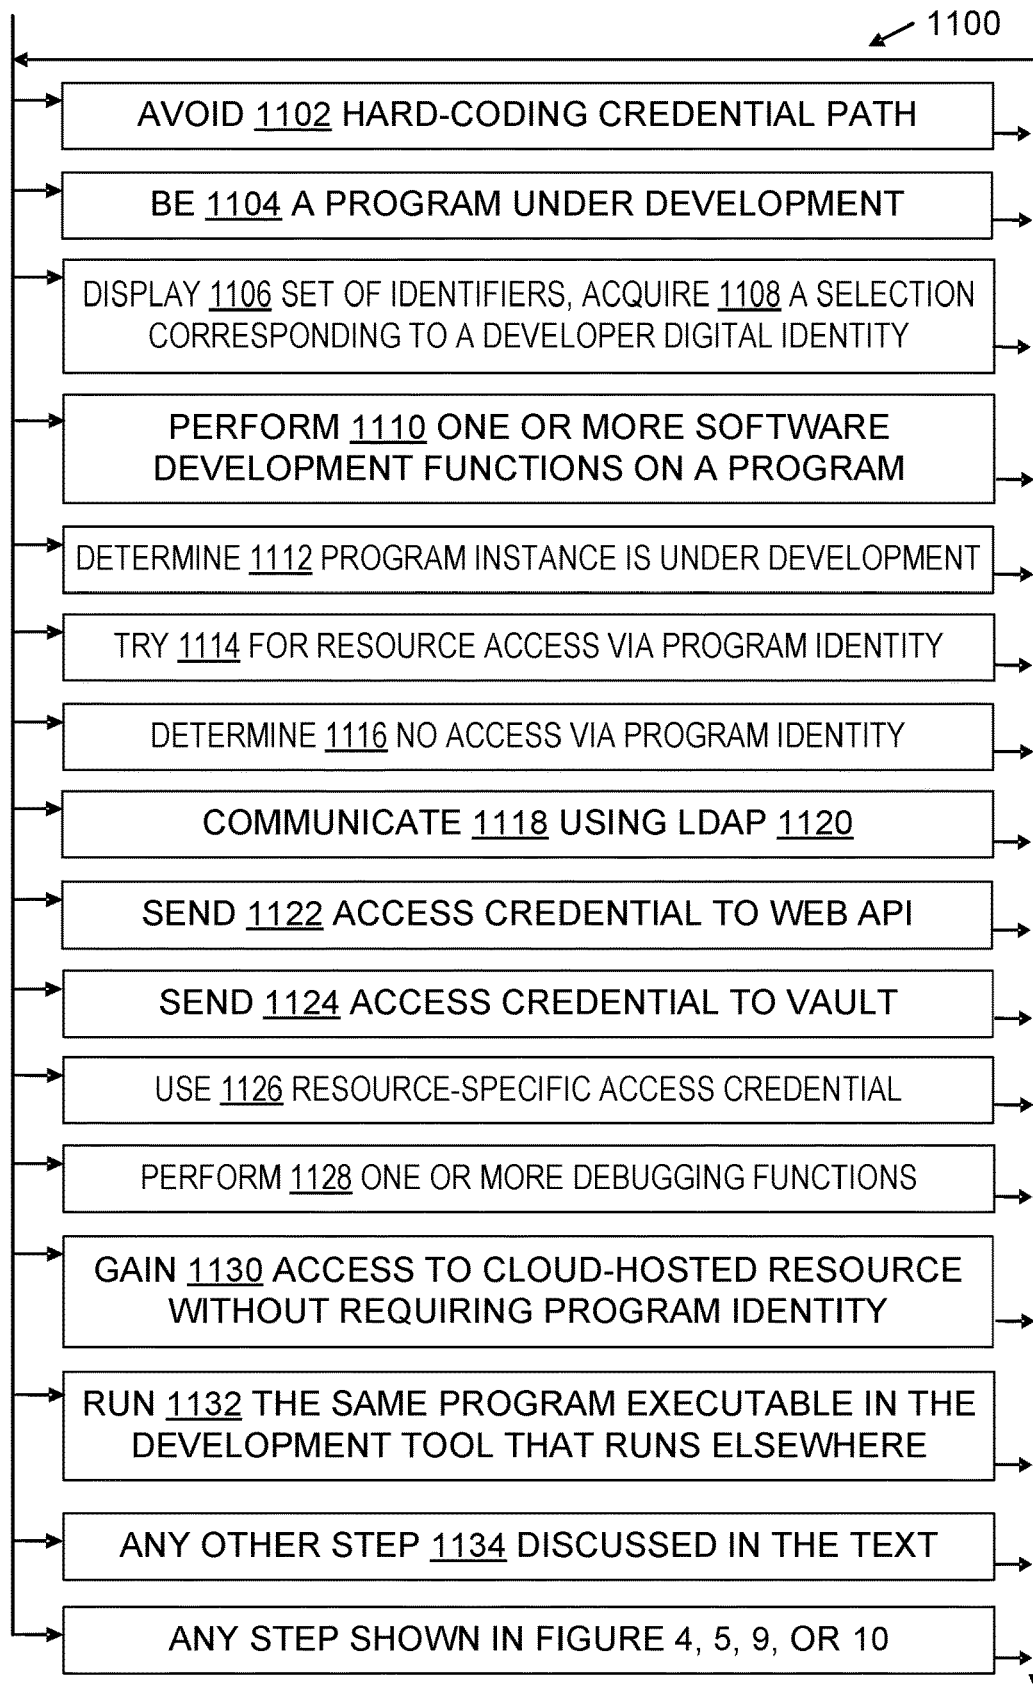 1100
AVOID 1102 HARD-CODING CREDENTIAL PATH
BE 1104 A PROGRAM UNDER DEVELOPMENT
DISPLAY 1106 SET OF IDENTIFIERS, ACQUIRE 1108 A SELECTION
CORRESPONDING TO A DEVELOPER DIGITAL IDENTITY
PERFORM 1110 ONE OR MORE SOFTWARE
DEVELOPMENT FUNCTIONS ON A PROGRAM
DETERMINE 1112 PROGRAM INSTANCE IS UNDER DEVELOPMENT
TRY 1114 FOR RESOURCE ACCESS VIA PROGRAM IDENTITY
DETERMINE 1116 NO ACCESS VIA PROGRAM IDENTITY
COMMUNICATE 1118 USING LDAP 1120
SEND 1122 ACCESS CREDENTIAL TO WEB API
SEND 1124 ACCESS CREDENTIAL TO VAULT
USE 1126 RESOURCE-SPECIFIC ACCESS CREDENTIAL
PERFORM 1128 ONE OR MORE DEBUGGING FUNCTIONS
GAIN 1130 ACCESS TO CLOUD-HOSTED RESOURCE
WITHOUT REQUIRING PROGRAM IDENTITY
RUN 1132 THE SAME PROGRAM EXECUTABLE IN THE
DEVELOPMENT TOOL THAT RUNS ELSEWHERE
ANY OTHER STEP 1134 DISCUSSED IN THE TEXT
ANY STEP SHOWN IN FIGURE 4, 5, 9, OR 10